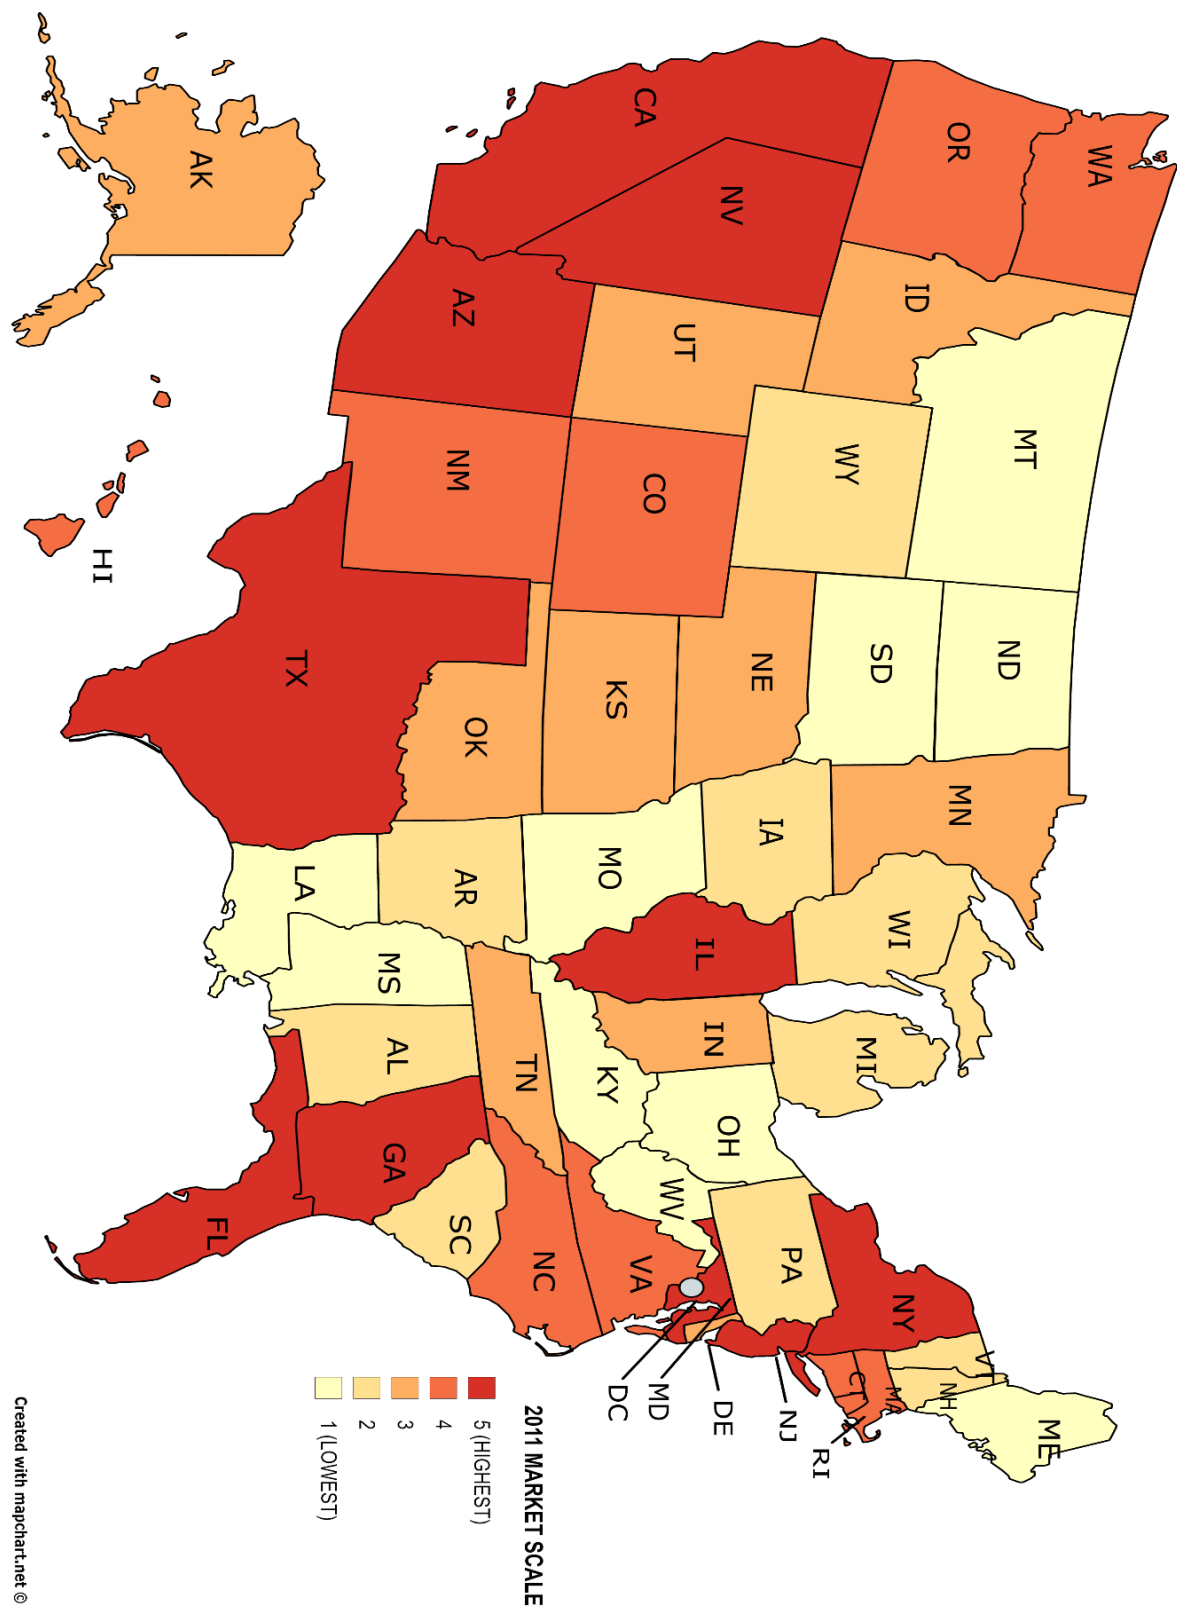 WA
OR
CA
NV
ID
MT
WY
UT
AZ
CO
NM
ND
SD
NE
KS
OK
TX
MN
IA
MO
AR
LA
WI
IL
MS
MI
IN
KY
TN
AL
OH
WV
GA
FL
SC
NC
VA
PA
NY
VT
NH
ME
MA
CT
RI
NJ
DE
MD
DC
AK
HI
2011 MARKET SCALE
5 (HIGHEST)
4
3
2
1 (LOWEST)
Created with mapchart.net ©